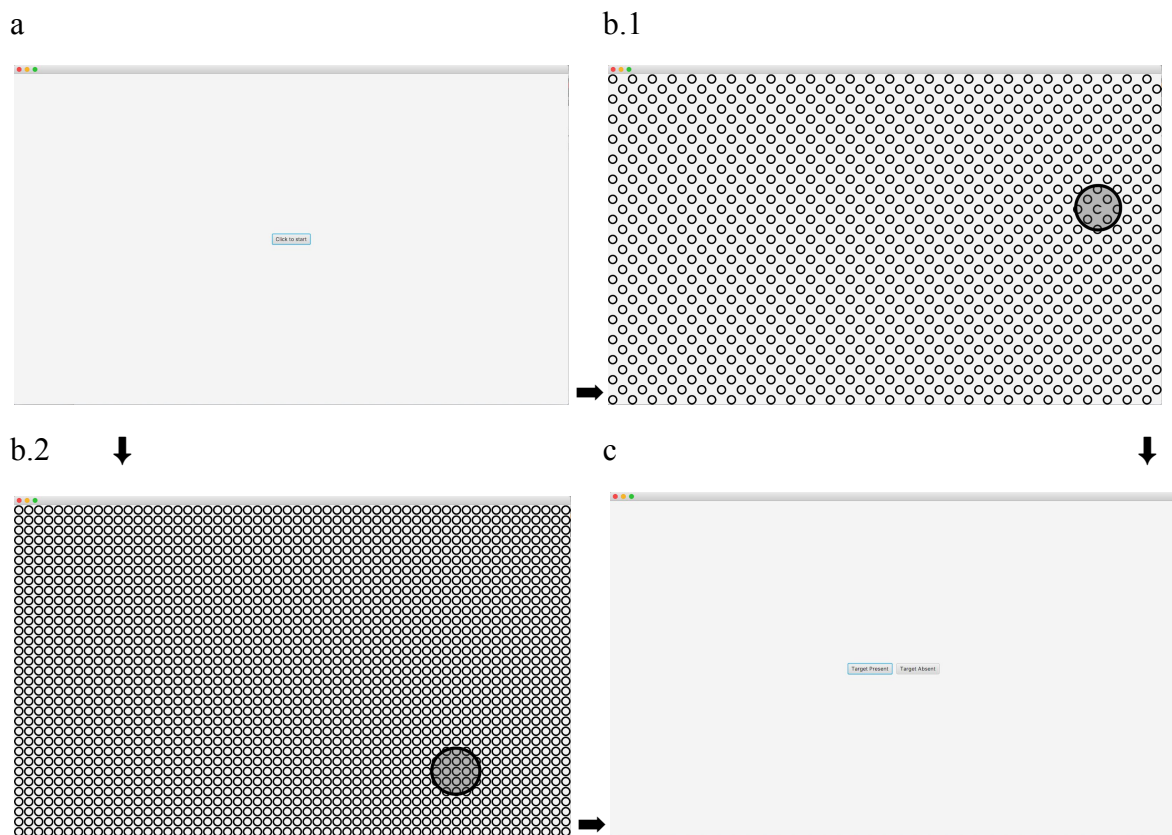 a
b.1
Click to start
C
b.2
c
C
Target Present Target Absent